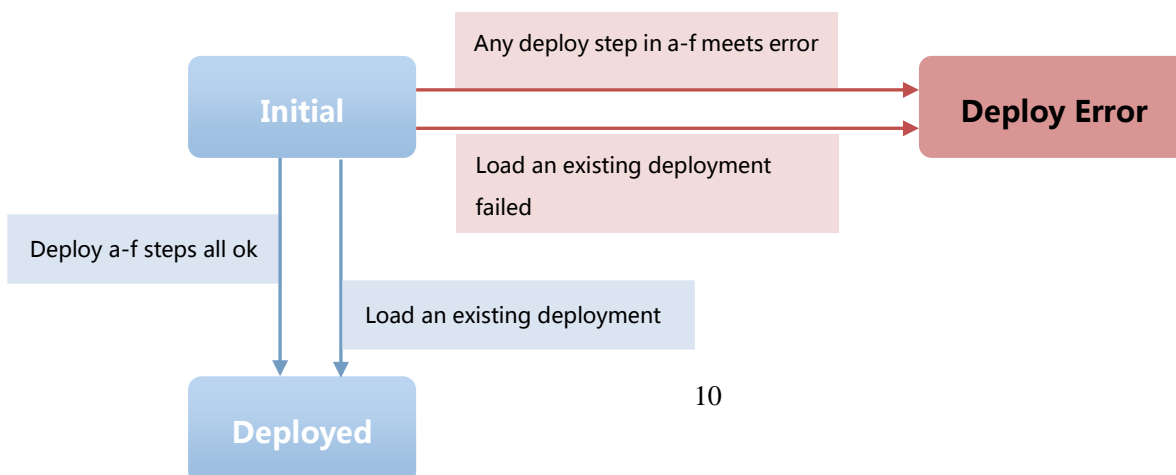 Any deploy step in a-f meets error
Initial
Deploy Error
Load an existing deployment
failed
Deploy a-f steps all ok
Load an existing deployment
10
Deployed